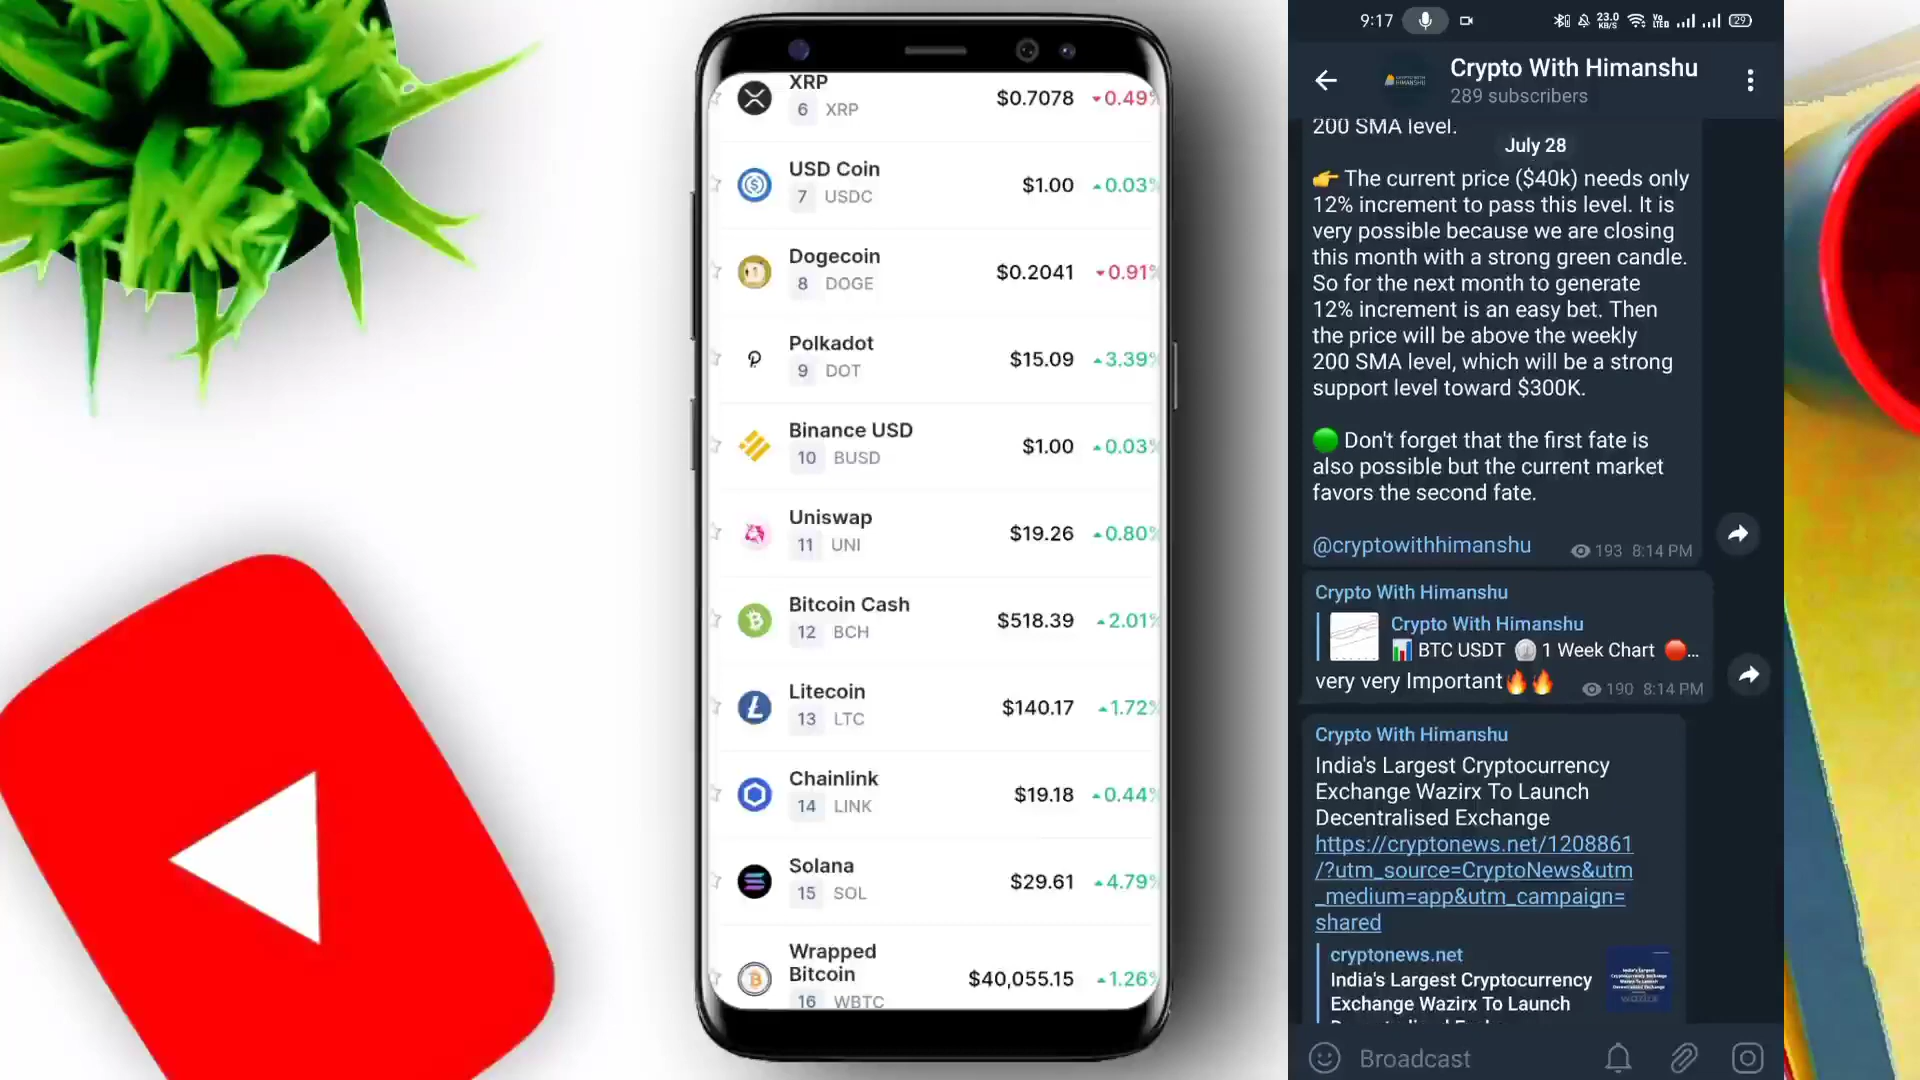 XRP
6 XRP
$0.7078
0.49%
USD Coin
7 USDC
$1.00
0.03%
Dogecoin
8 DOGE
$0.2041
0.91%
Polkadot
9 DOT
$15.09
3.39%
Binance USD
10 BUSD
$1.00
0.03%
Uniswap
11 UNI
$19.26
0.80%
Bitcoin Cash
12 BCH
$518.39
2.01%
Litecoin
13 LTC
$140.17
1.72%
Chainlink
14 LINK
$19.18
0.44%
Solana
15 SOL
$29.61
4.79%
Wrapped
Bitcoin
16 WBTC
$40,055.15
1.26%
9:17
23.0
KB/S
Vo
LTE
29
Crypto With Himanshu
289 subscribers
200 SMA level.
July 28
👉 The current price ($40k) needs only
12% increment to pass this level. It is
very possible because we are closing
this month with a strong green candle.
So for the next month to generate
12% increment is an easy bet. Then
the price will be above the weekly
200 SMA level, which will be a strong
support level toward $300K.
🟢 Don't forget that the first fate is
also possible but the current market
favors the second fate.
@cryptowithhimanshu
193 8:14 PM
Crypto With Himanshu
Crypto With Himanshu
📊 BTC USDT 1 Week Chart 🔴...
very very Important🔥🔥
190 8:14 PM
Crypto With Himanshu
India's Largest Cryptocurrency
Exchange Wazirx To Launch
Decentralised Exchange
https://cryptonews.net/1208861
/?utm_source=CryptoNews&utm
_medium=app&utm_campaign=
shared
cryptonews.net
India's Largest Cryptocurrency
Exchange Wazirx To Launch
Broadcast